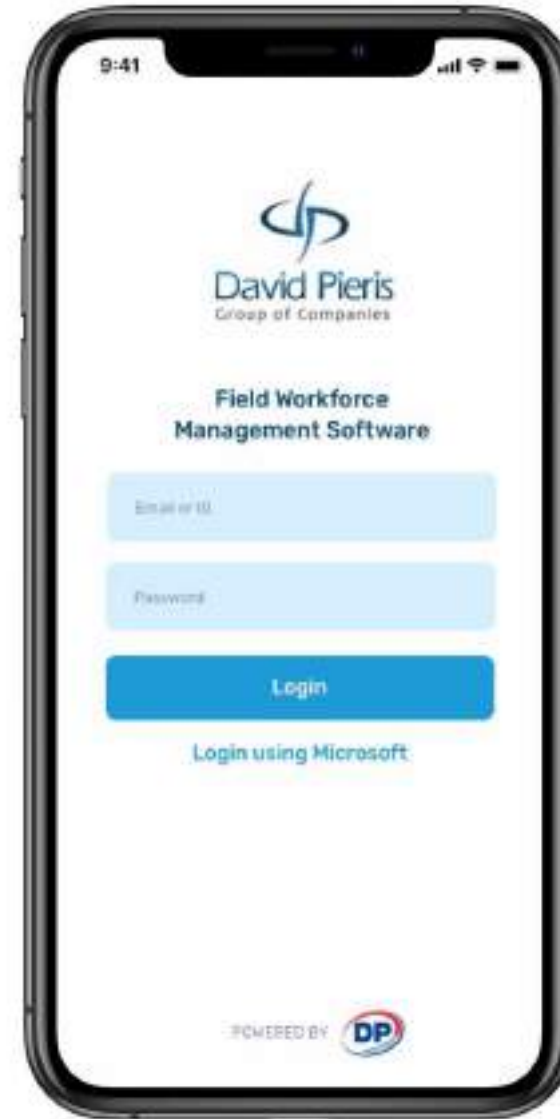 9:41
David Pieris
Group of Companies
Field Workforce
Management Software
Email or ID
Password
Login
Login using Microsoft
POWERED BY DP